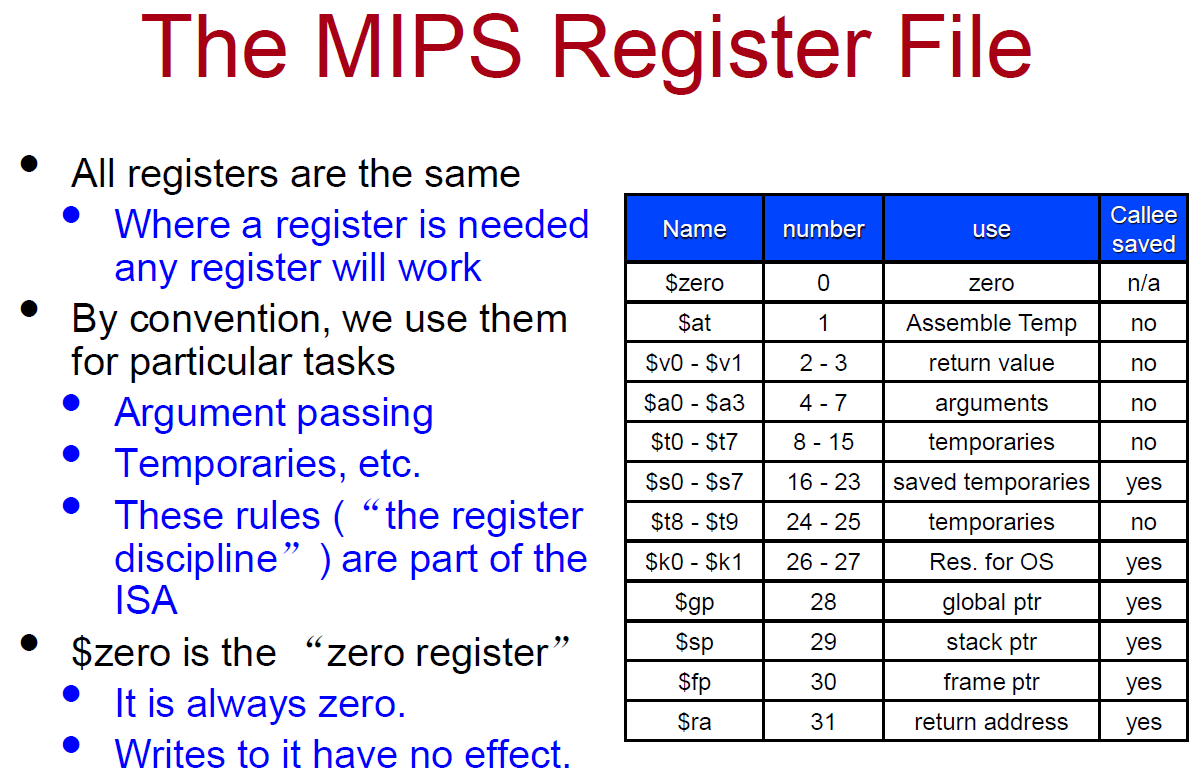 The MIPS Register File
• All registers are the same
• Where a register is needed
any register will work
• By convention, we use them
for particular tasks
• Argument passing
• Temporaries, etc.
• These rules ( “the register
discipline” ) are part of the
ISA
• $zero is the “zero register”
• It is always zero.
• Writes to it have no effect.
Name number use Callee saved
$zero 0 zero n/a
$at 1 Assemble Temp no
$v0 - $v1 2 - 3 return value no
$a0 - $a3 4 - 7 arguments no
$t0 - $t7 8 - 15 temporaries no
$s0 - $s7 16 - 23 saved temporaries yes
$t8 - $t9 24 - 25 temporaries no
$k0 - $k1 26 - 27 Res. for OS yes
$gp 28 global ptr yes
$sp 29 stack ptr yes
$fp 30 frame ptr yes
$ra 31 return address yes